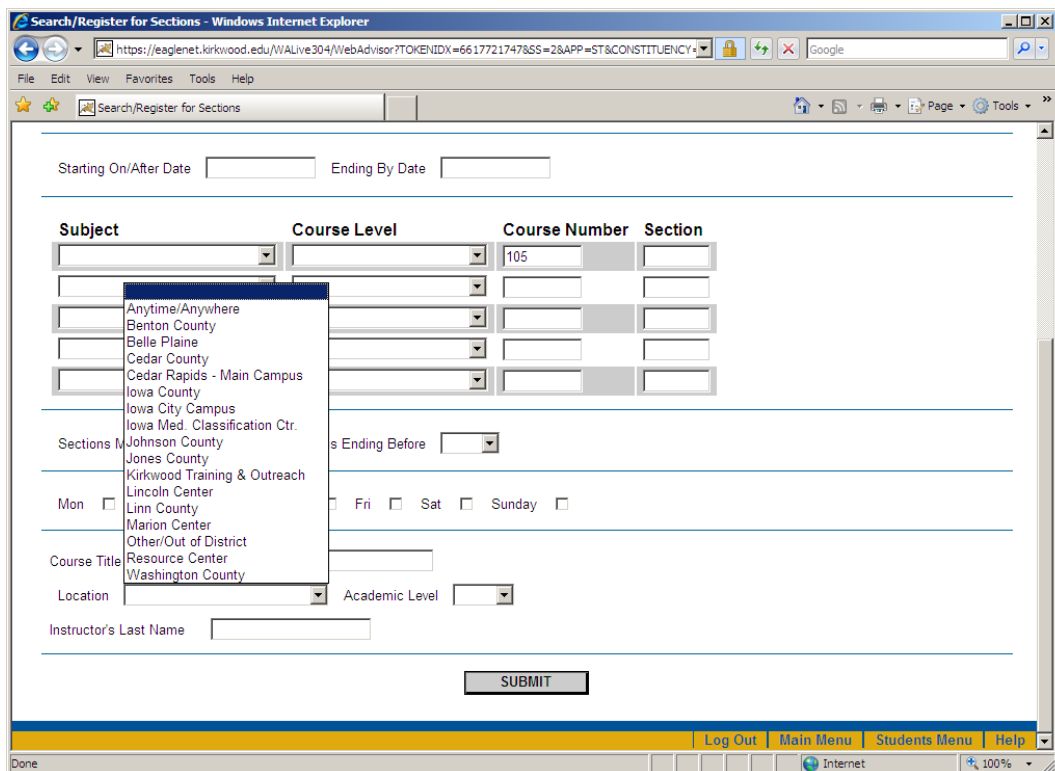 Search/Register for Sections - Windows Internet Explorer
https://eaglenet.kirkwood.edu/WALive304/WebAdvisor?TOKENIDX=6617721747&SS=2&APP=ST&CONSTITUENCY=
Google
File Edit View Favorites Tools Help
Search/Register for Sections
Page Tools »
Starting On/After Date Ending By Date
Subject Course Level Course Number Section
105
Anytime/Anywhere
Benton County
Belle Plaine
Cedar County
Cedar Rapids - Main Campus
Iowa County
Iowa City Campus
Iowa Med. Classification Ctr.
Sections M s Ending Before
Johnson County
Jones County
Kirkwood Training & Outreach
Lincoln Center
Mon Fri Sat Sunday
Linn County
Marion Center
Other/Out of District
Course Title
Resource Center
Washington County
Location Academic Level
Instructor's Last Name
SUBMIT
Log Out | Main Menu | Students Menu | Help
Done Internet 100%